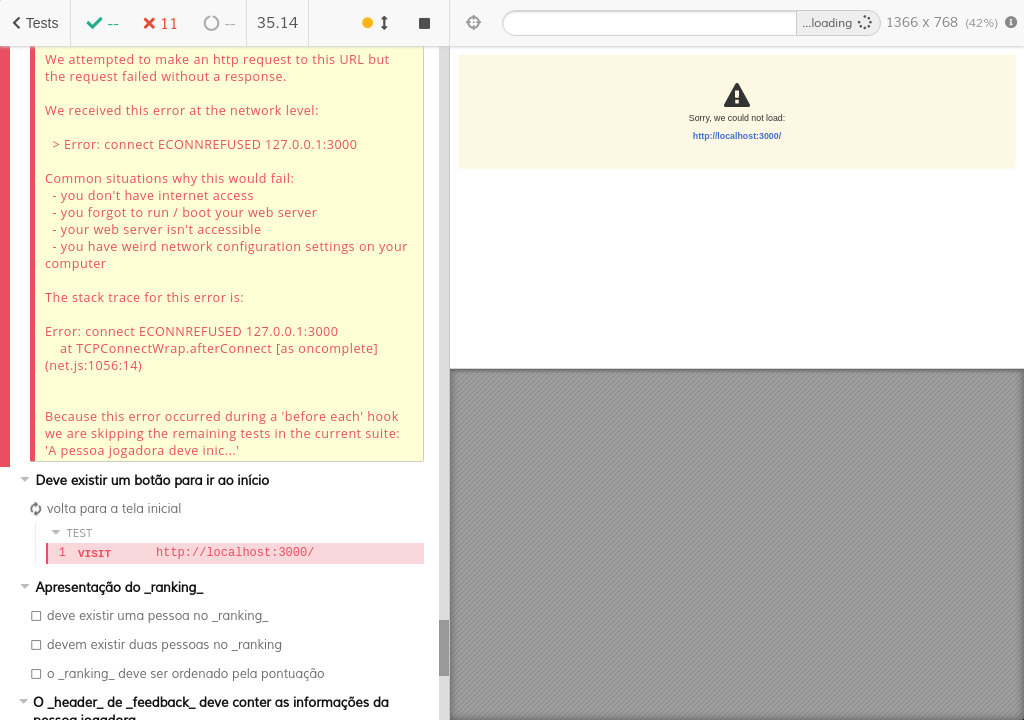 Tests -- 11 -- 35.14 ...loading 1366 x 768 (42%)
We attempted to make an http request to this URL but
the request failed without a response.
We received this error at the network level:
> Error: connect ECONNREFUSED 127.0.0.1:3000
Common situations why this would fail:
- you don't have internet access
- you forgot to run / boot your web server
- your web server isn't accessible
- you have weird network configuration settings on your
computer
The stack trace for this error is:
Error: connect ECONNREFUSED 127.0.0.1:3000
at TCPConnectWrap.afterConnect [as oncomplete]
(net.js:1056:14)
Because this error occurred during a 'before each' hook
we are skipping the remaining tests in the current suite:
'A pessoa jogadora deve inic...'
Deve existir um botão para ir ao início
volta para a tela inicial
TEST
1 VISIT http://localhost:3000/
Apresentação do _ranking_
deve existir uma pessoa no _ranking_
devem existir duas pessoas no _ranking
o _ranking_ deve ser ordenado pela pontuação
O _header_ de _feedback_ deve conter as informações da
pessoa jogadora
Sorry, we could not load:
http://localhost:3000/